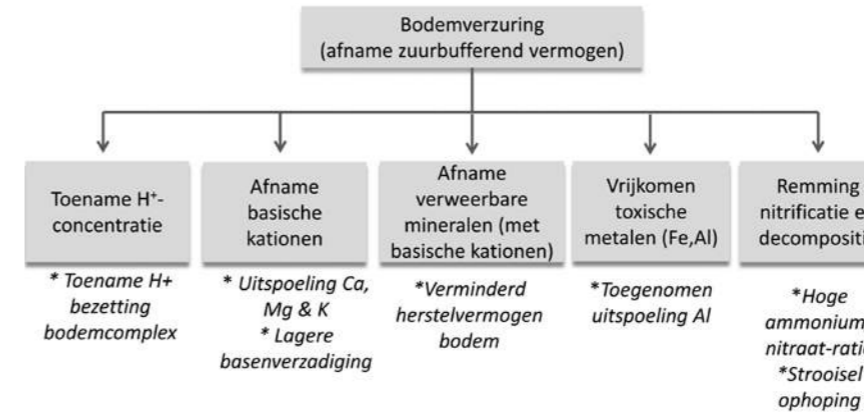 Bodemverzuring
(afname zuurbufferend vermogen)
Toename H⁺-
concentratie
* Toename H+
bezetting
bodemcomplex
Afname
basische
kationen
* Uitspoeling Ca,
Mg & K
* Lagere
basenverzadiging
Afname
verweerbare
mineralen (met
basische kationen)
*Verminderd
herstelvermogen
bodem
Vrijkomen
toxische
metalen (Fe,Al)
*Toegenomen
uitspoeling Al
Remming
nitrificatie e
decompositi
*Hoge
ammonium
nitraat-rati
*Strooisel
ophoping